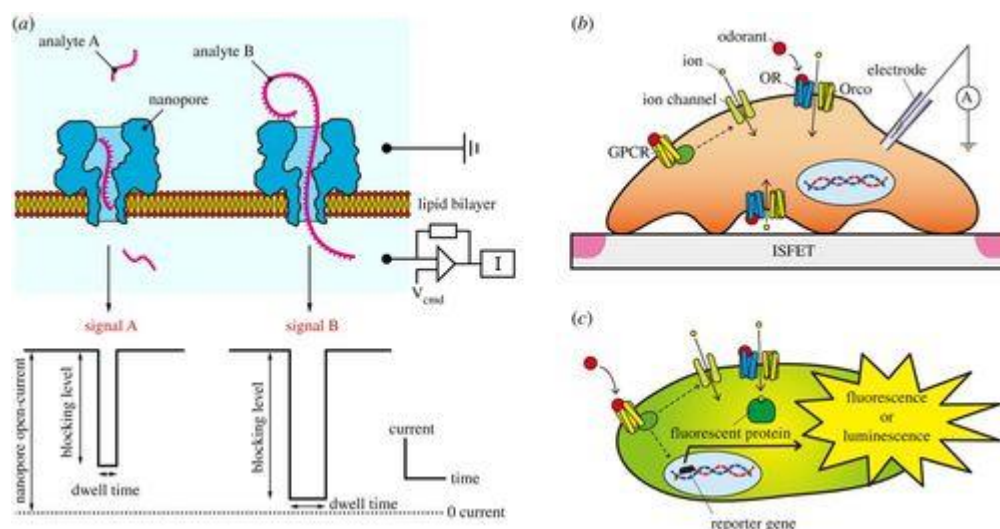 (a)
analyte A
analyte B
nanopore
lipid bilayer
I
Vcmd
signal A
signal B
nanopore open-current
blocking level
dwell time
blocking level
dwell time
current
time
0 current
(b)
odorant
ion
OR
Orco
electrode
ion channel
A
GPCR
ISFET
(c)
fluorescence
or
luminescence
fluorescent protein
reporter gene